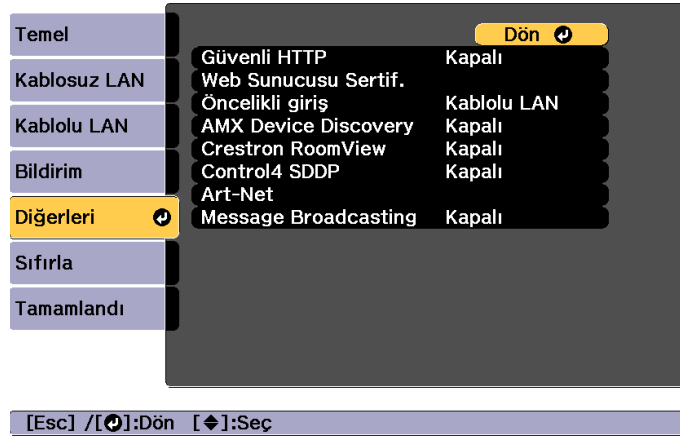 Temel
Kablosuz LAN
Kablolu LAN
Bildirim
Diğerleri
Sıfırla
Tamamlandı
Dön
Güvenli HTTP Kapalı
Web Sunucusu Sertif.
Öncelikli giriş Kablolu LAN
AMX Device Discovery Kapalı
Crestron RoomView Kapalı
Control4 SDDP Kapalı
Art-Net
Message Broadcasting Kapalı
[Esc] /[⏎]:Dön [◆]:Seç